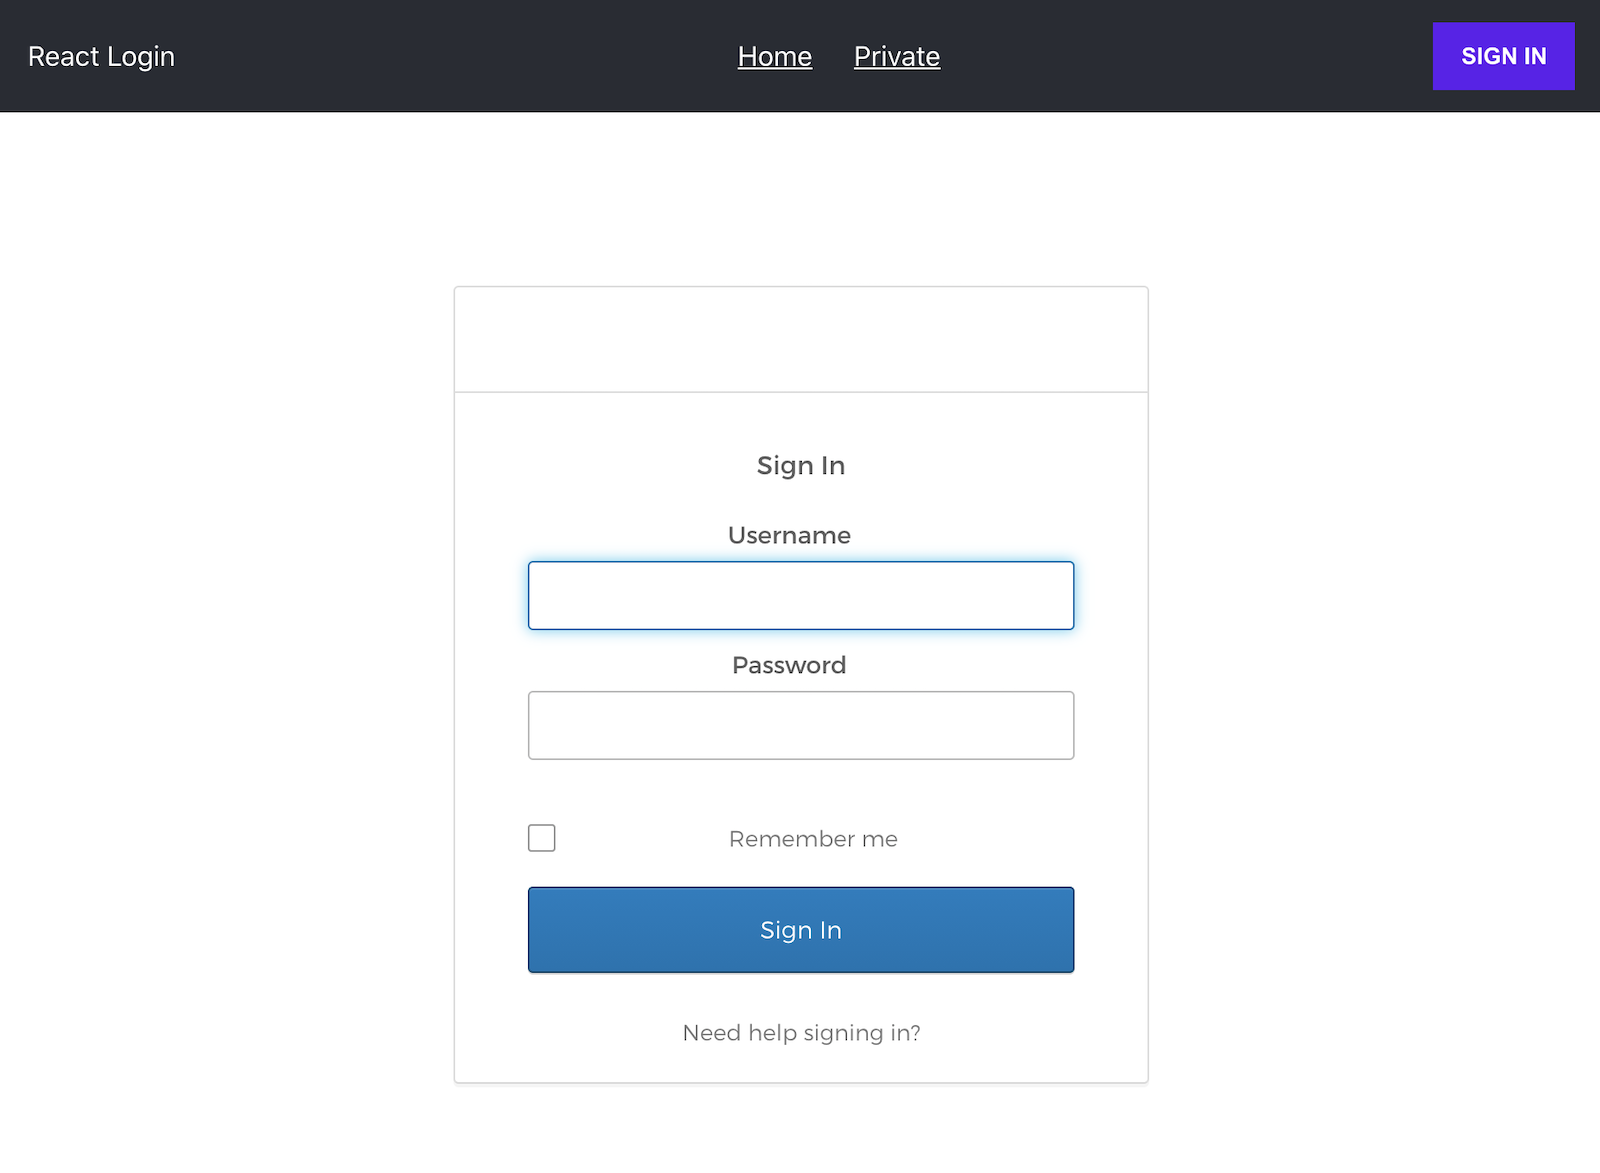 React Login Home Private SIGN IN
Sign In
Username
Password
Remember me
Sign In
Need help signing in?